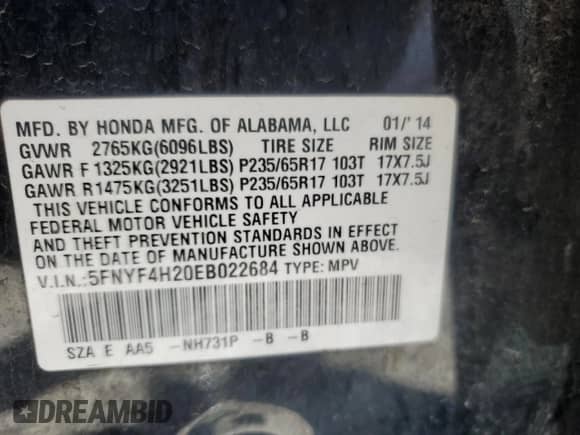 MFD. BY HONDA MFG. OF ALABAMA, LLC 01/'14
GVWR 2765KG(6096LBS) TIRE SIZE RIM SIZE
GAWR F1325KG(2921LBS) P235/65R17 103T 17X7.5J
GAWR R1475KG(3251LBS) P235/65R17 103T 17X7.5J
THIS VEHICLE CONFORMS TO ALL APPLICABLE
FEDERAL MOTOR VEHICLE SAFETY
AND THEFT PREVENTION STANDARDS IN EFFECT
ON THE DATE OF MANUFACTURE SHOWN ABOVE.
V.I.N.:5FNYF4H20EB022684 TYPE: MPV
SZA E AA5 -NH731P -B -B
DREAMBID